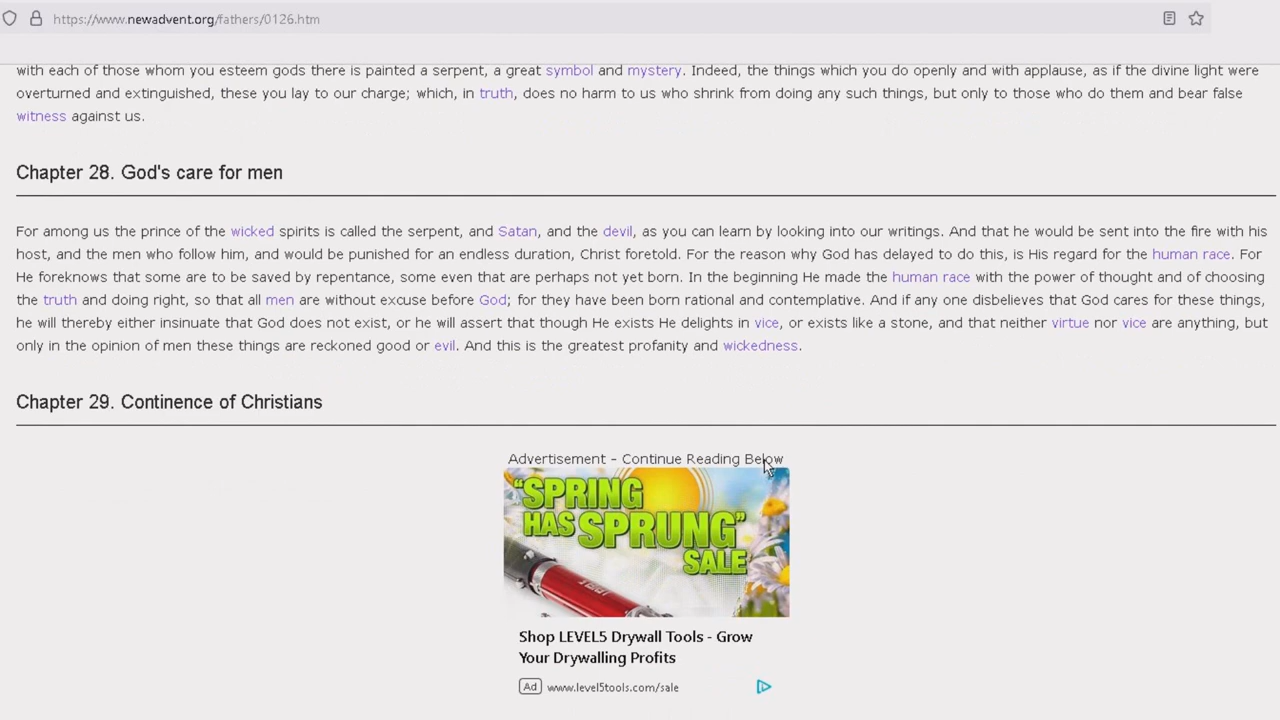 https://www.newadvent.org/fathers/0126.htm
with each of those whom you esteem gods there is painted a serpent, a great symbol and mystery. Indeed, the things which you do openly and with applause, as if the divine light were
overturned and extinguished, these you lay to our charge; which, in truth, does no harm to us who shrink from doing any such things, but only to those who do them and bear false
witness against us.
Chapter 28. God's care for men
For among us the prince of the wicked spirits is called the serpent, and Satan, and the devil, as you can learn by looking into our writings. And that he would be sent into the fire with his
host, and the men who follow him, and would be punished for an endless duration, Christ foretold. For the reason why God has delayed to do this, is His regard for the human race. For
He foreknows that some are to be saved by repentance, some even that are perhaps not yet born. In the beginning He made the human race with the power of thought and of choosing
the truth and doing right, so that all men are without excuse before God; for they have been born rational and contemplative. And if any one disbelieves that God cares for these things,
he will thereby either insinuate that God does not exist, or he will assert that though He exists He delights in vice, or exists like a stone, and that neither virtue nor vice are anything, but
only in the opinion of men these things are reckoned good or evil. And this is the greatest profanity and wickedness.
Chapter 29. Continence of Christians
Advertisement - Continue Reading Below
"SPRING
HAS SPRUNG"
SALE
Shop LEVEL5 Drywall Tools - Grow
Your Drywalling Profits
Ad www.level5tools.com/sale